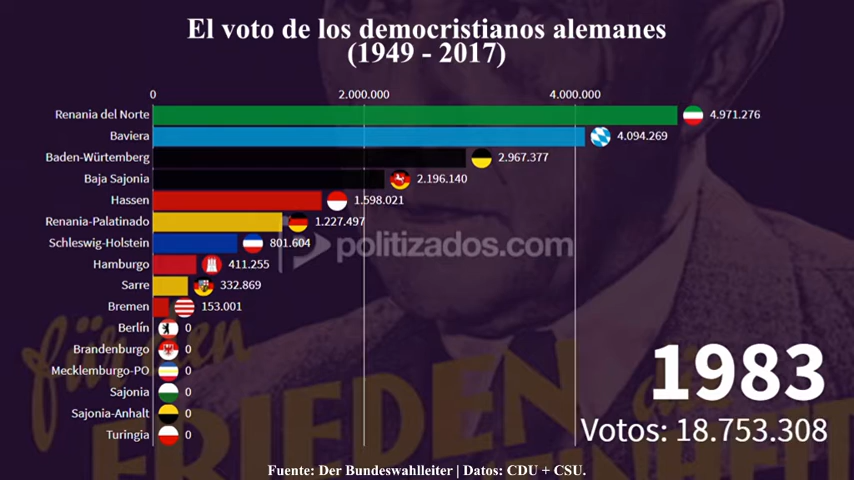 El voto de los democristianos alemanes
(1949 - 2017)
0 2.000.000 4.000.000
Renania del Norte 4.971.276
Baviera 4.094.269
Baden-Würtemberg 2.967.377
Baja Sajonia 2.196.140
Hassen 1.598.021
Renania-Palatinado 1.227.497
Schleswig-Holstein 801.604
politizados.com
Hamburgo 411.255
Sarre 332.869
Bremen 153.001
Berlín 0
Brandenburgo 0
Mecklemburgo-PO 0
Sajonia 0
Sajonia-Anhalt 0
Turingia 0
für den
FRIEDEN
1983
Votos: 18.753.308
Fuente: Der Bundeswahlleiter | Datos: CDU + CSU.